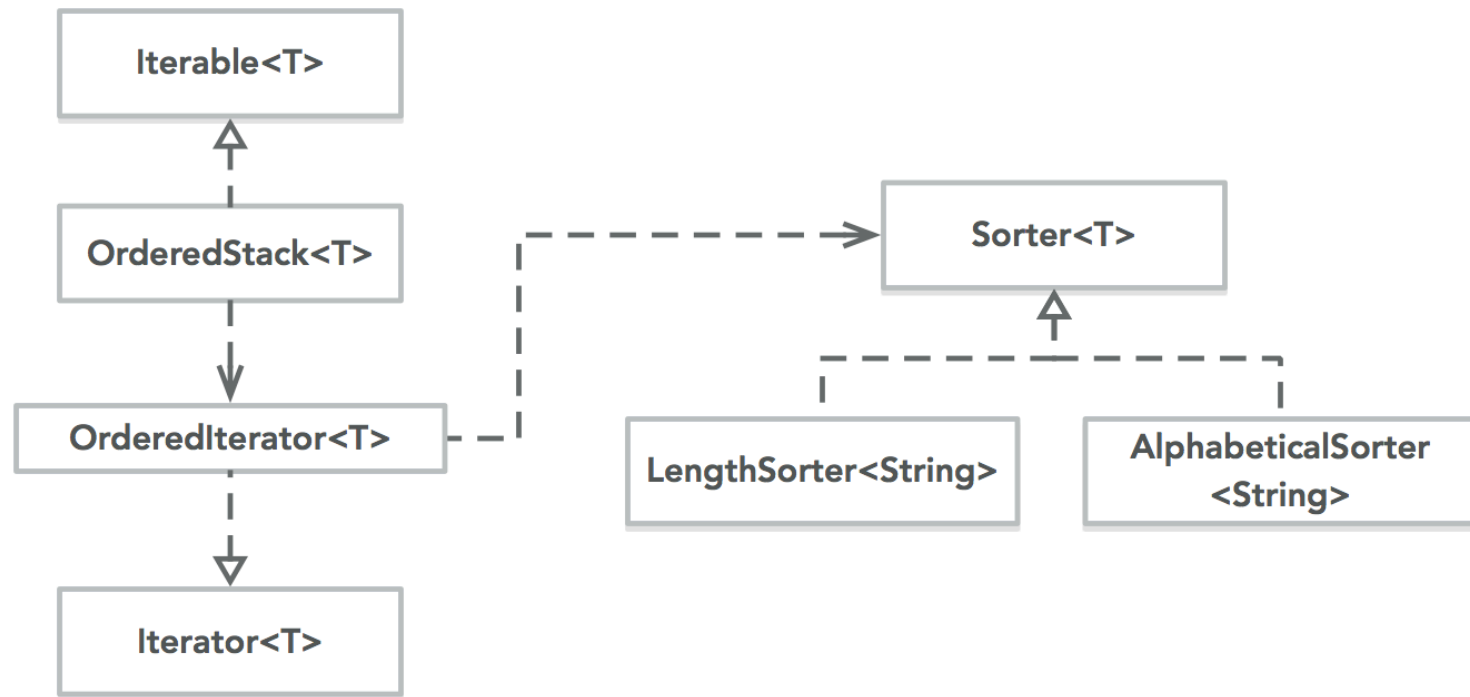 Iterable<T>
OrderedStack<T>
Sorter<T>
OrderedIterator<T>
LengthSorter<String>
AlphabeticalSorter
<String>
Iterator<T>